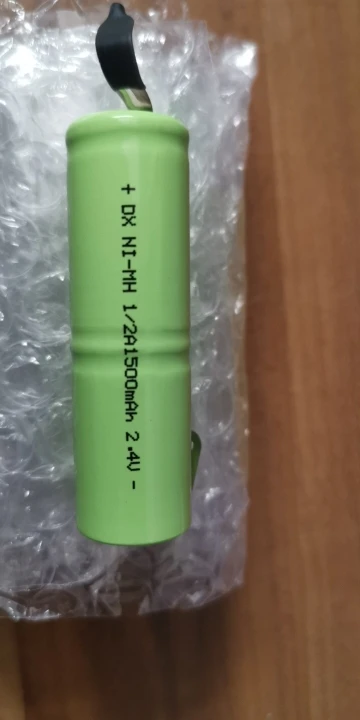 + DX NI-MH 1/2A1500mAh 2.4V -